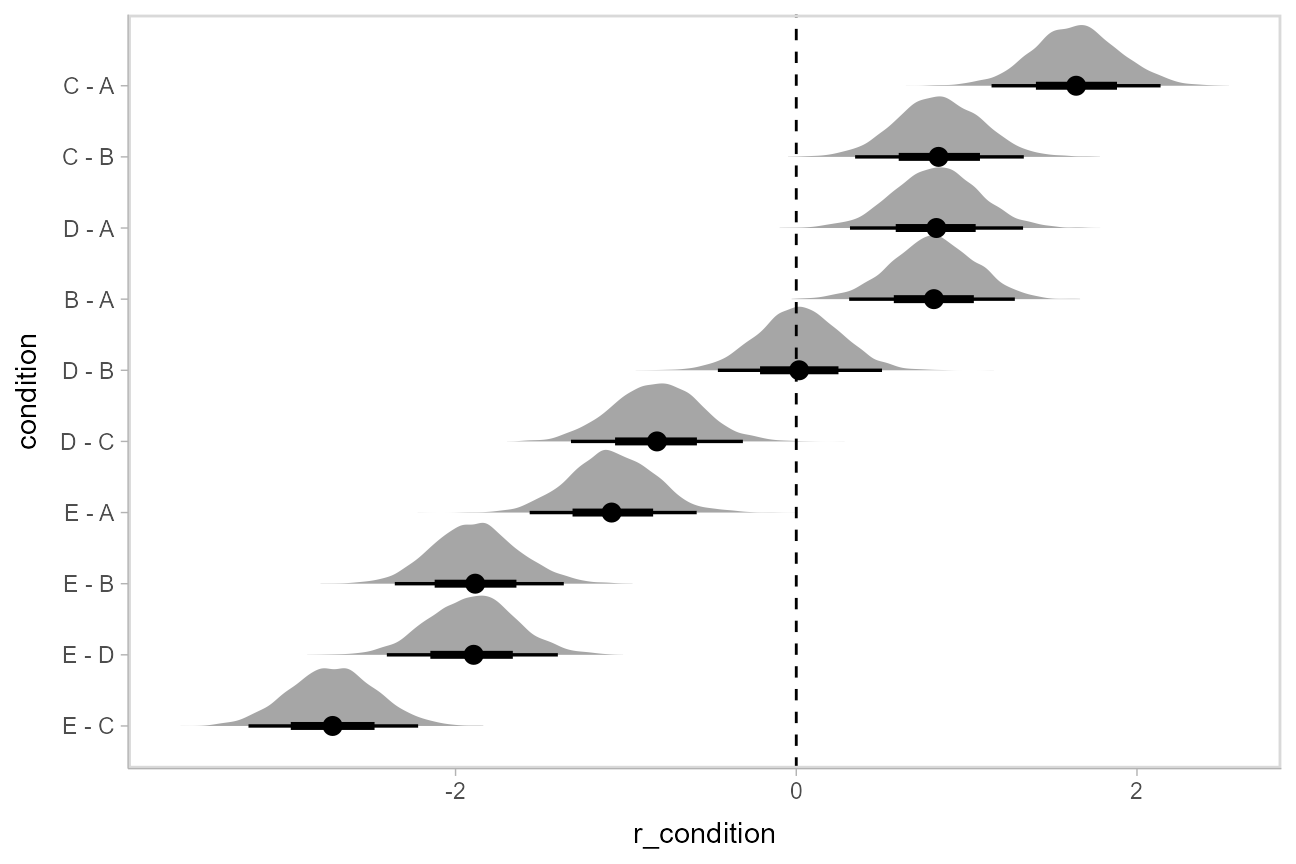 C - A
C - B
D - A
B - A
D - B
D - C
E - A
E - B
E - D
E - C
condition
-2 0 2
r_condition